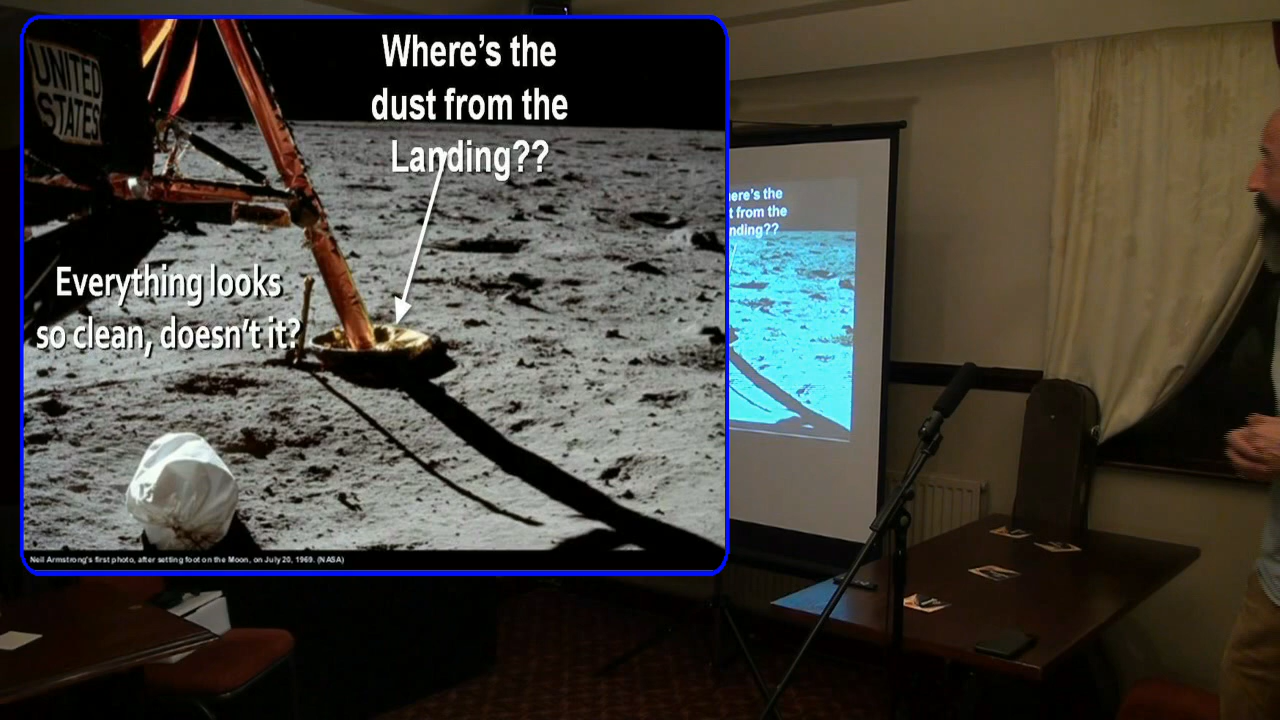 UNITED
STATES
Where's the
dust from the
Landing??
Everything looks
so clean, doesn't it?
Neil Armstrong's first photo, after setting foot on the Moon, on July 20, 1969. (NASA)
ere's the
t from the
nding??